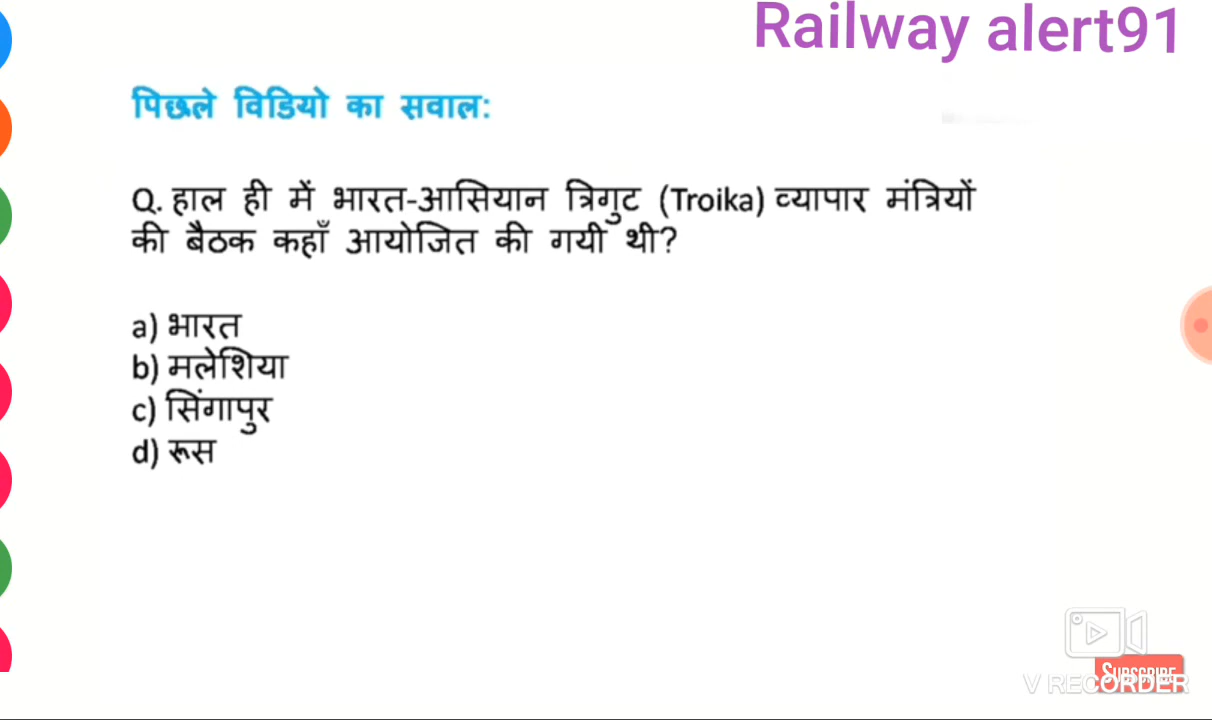 Railway alert91
पिछले विडियो का सवाल:
Q. हाल ही में भारत-आसियान त्रिगुट (Troika) व्यापार मंत्रियों
की बैठक कहाँ आयोजित की गयी थी?
a) भारत
b) मलेशिया
c) सिंगापुर
d) रूस
SUBSCRIBE
V RECORDER